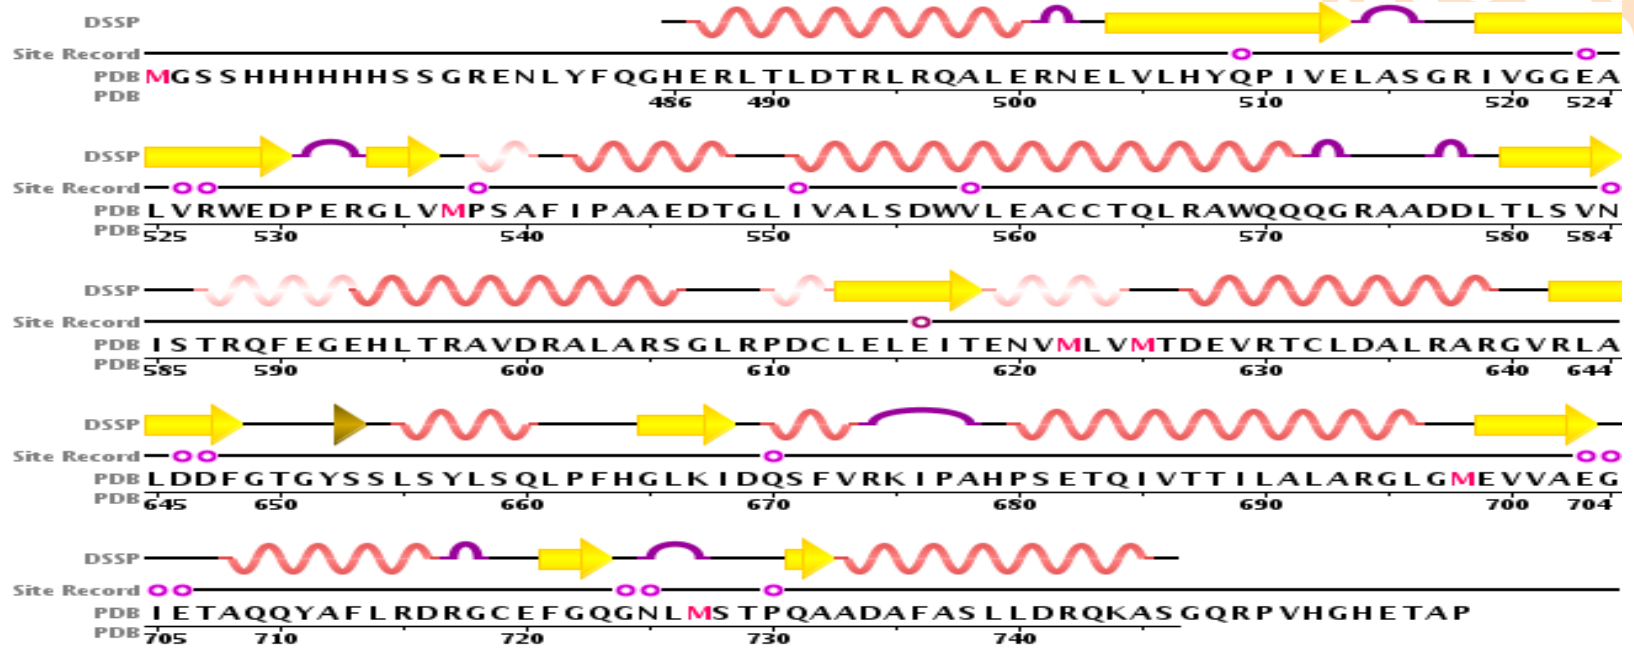 DSSP
Site Record
PDB MGSSHHHHHHSSGRENLYFQGHERLTLDTRLRQALERNELVLHYQPIVELASGRIVGGEA
PDB 486 490 500 510 520 524
DSSP
Site Record
PDB LVRWEDPERGLVMPSAFIPAAEDTGLIVALSDWVLEACCTQLRAWQQQGRAADDLTLSVN
PDB 525 530 540 550 560 570 580 584
DSSP
Site Record
PDB ISTRQFEGEHLTRAVDRALARSGLRPDCLELEITENVMLVMTDEVRTCLDALRARGVRLA
PDB 585 590 600 610 620 630 640 644
DSSP
Site Record
PDB LDDFGTGYSSLSYLSQLPFHGLKIDQSFVRKIPAHPSETQIVTTILALARGLGMEVVAEG
PDB 645 650 660 670 680 690 700 704
DSSP
Site Record
PDB IETAQQYAFLRDRGCEFGQGNLMSTPQAADAFASLLDRQKASGQRPVHGHETAP
PDB 705 710 720 730 740